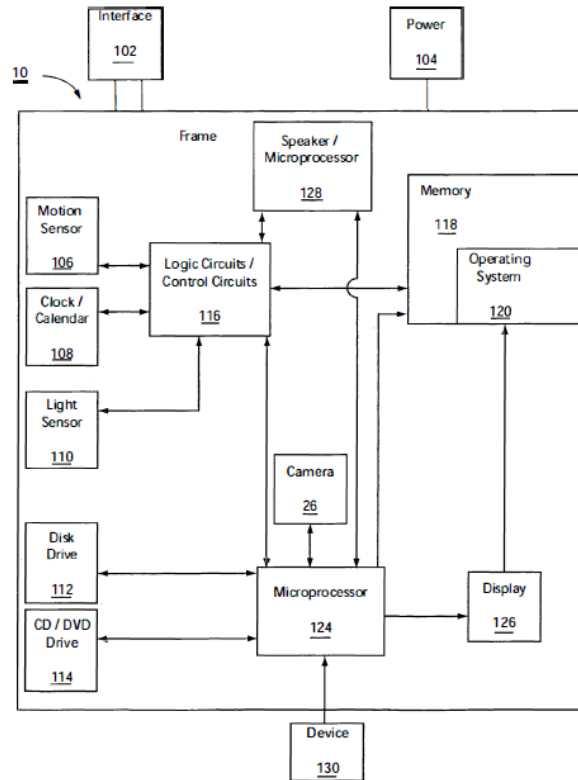 Interface
102
Power
104
10
Frame
Speaker /
Microprocessor
128
Memory
118
Operating
System
120
Motion
Sensor
106
Logic Circuits /
Control Circuits
116
Clock /
Calendar
108
Light
Sensor
110
Camera
26
Disk
Drive
112
Microprocessor
124
Display
126
CD / DVD
Drive
114
Device
130